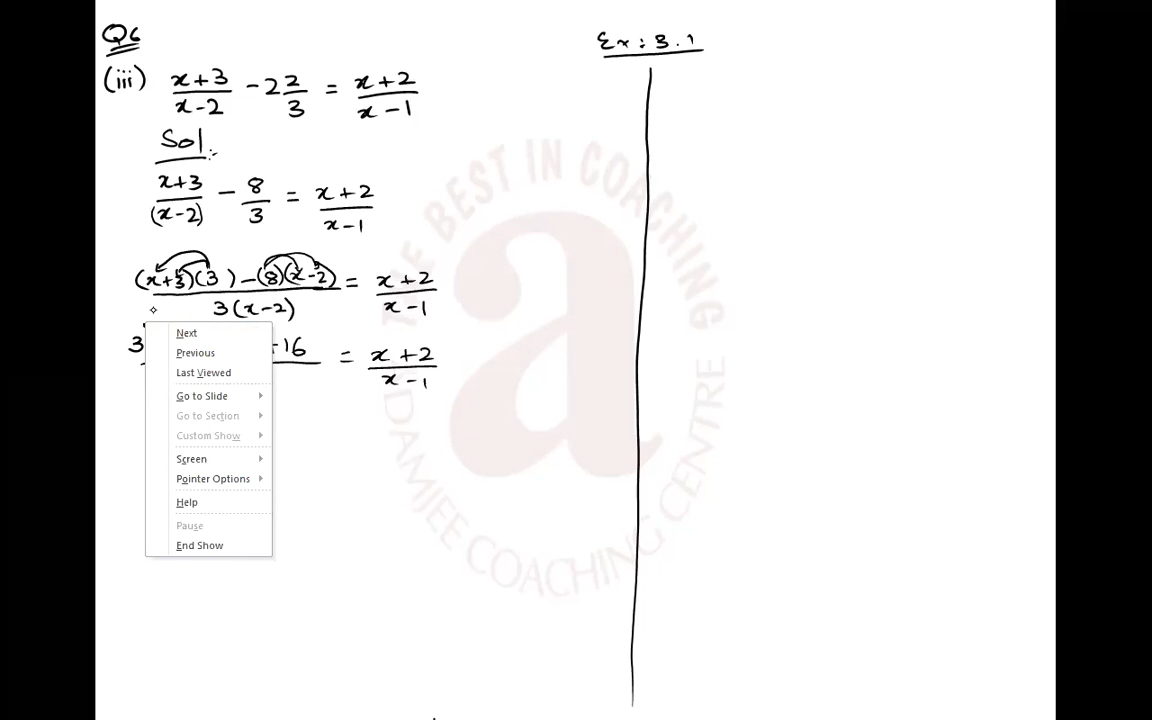 Q6
Ex: 3.1
(iii) x+3/x-2 - 2 2/3 = x+2/x-1
Sol:
x+3/(x-2) - 8/3 = x+2/x-1
(x+3)(3) - (8)(x-2)/3(x-2) = x+2/x-1
3 +16 = x+2/x-1
Next
Previous
Last Viewed
Go to Slide
Go to Section
Custom Show
Screen
Pointer Options
Help
Pause
End Show
THE BEST IN COACHING
a
ADAMJEE COACHING CENTRE